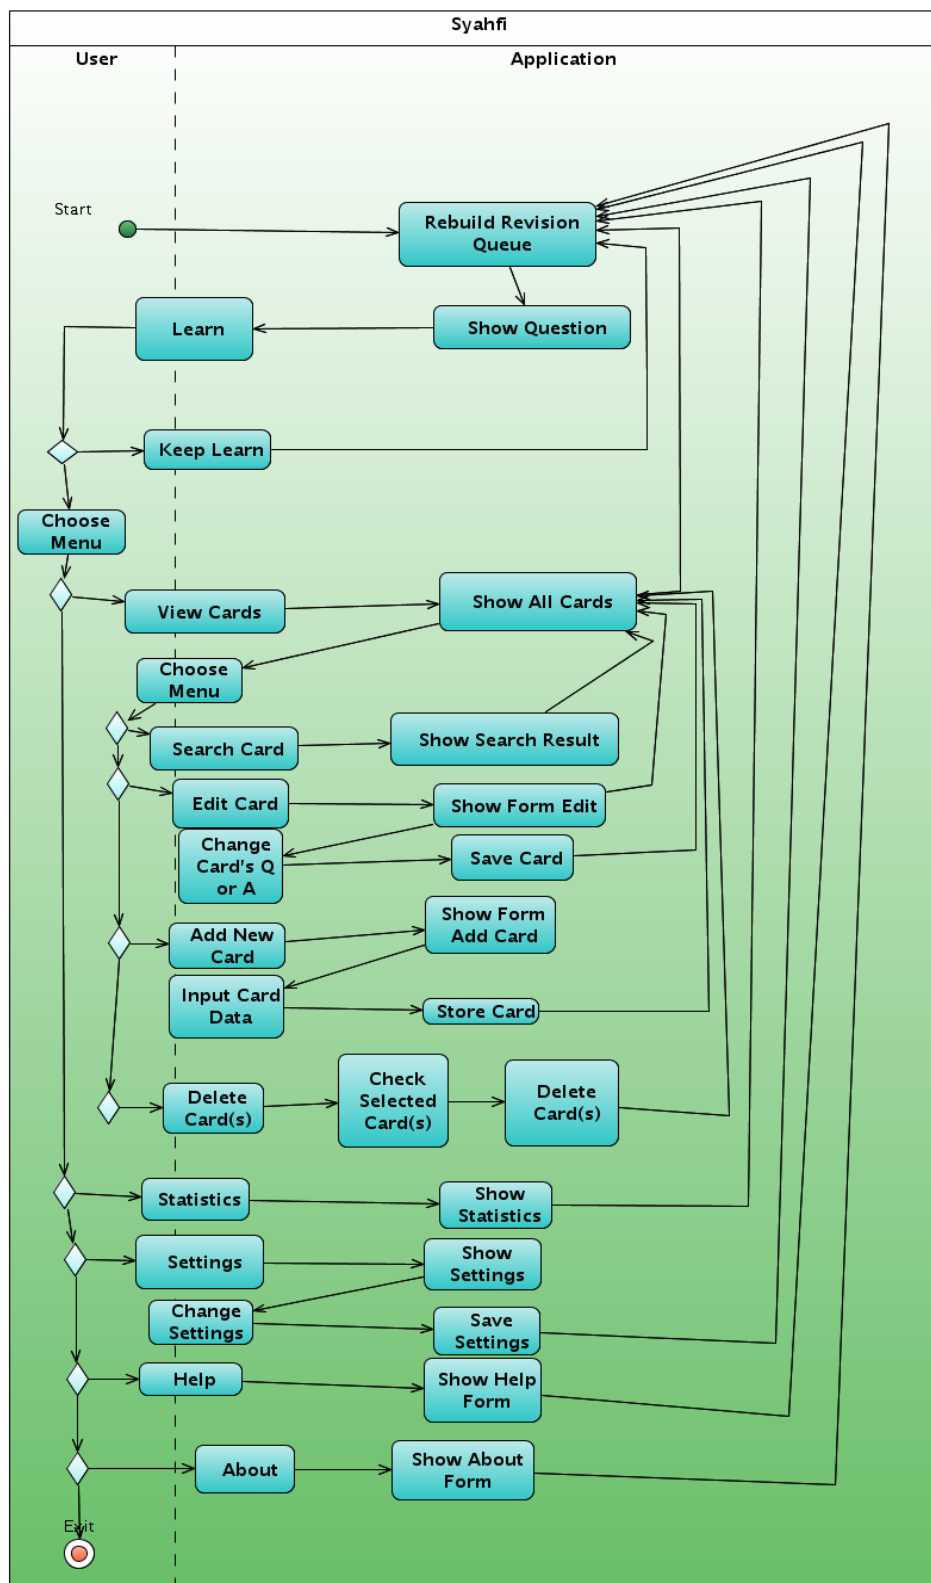 Syahfi
User
Application
Start
Rebuild Revision
Queue
Learn
Show Question
Keep Learn
Choose
Menu
View Cards
Show All Cards
Choose
Menu
Search Card
Show Search Result
Edit Card
Show Form Edit
Change
Card's Q
or A
Save Card
Add New
Card
Show Form
Add Card
Input Card
Data
Store Card
Delete
Card(s)
Check
Selected
Card(s)
Delete
Card(s)
Statistics
Show
Statistics
Settings
Show
Settings
Change
Settings
Save
Settings
Help
Show Help
Form
About
Show About
Form
Exit